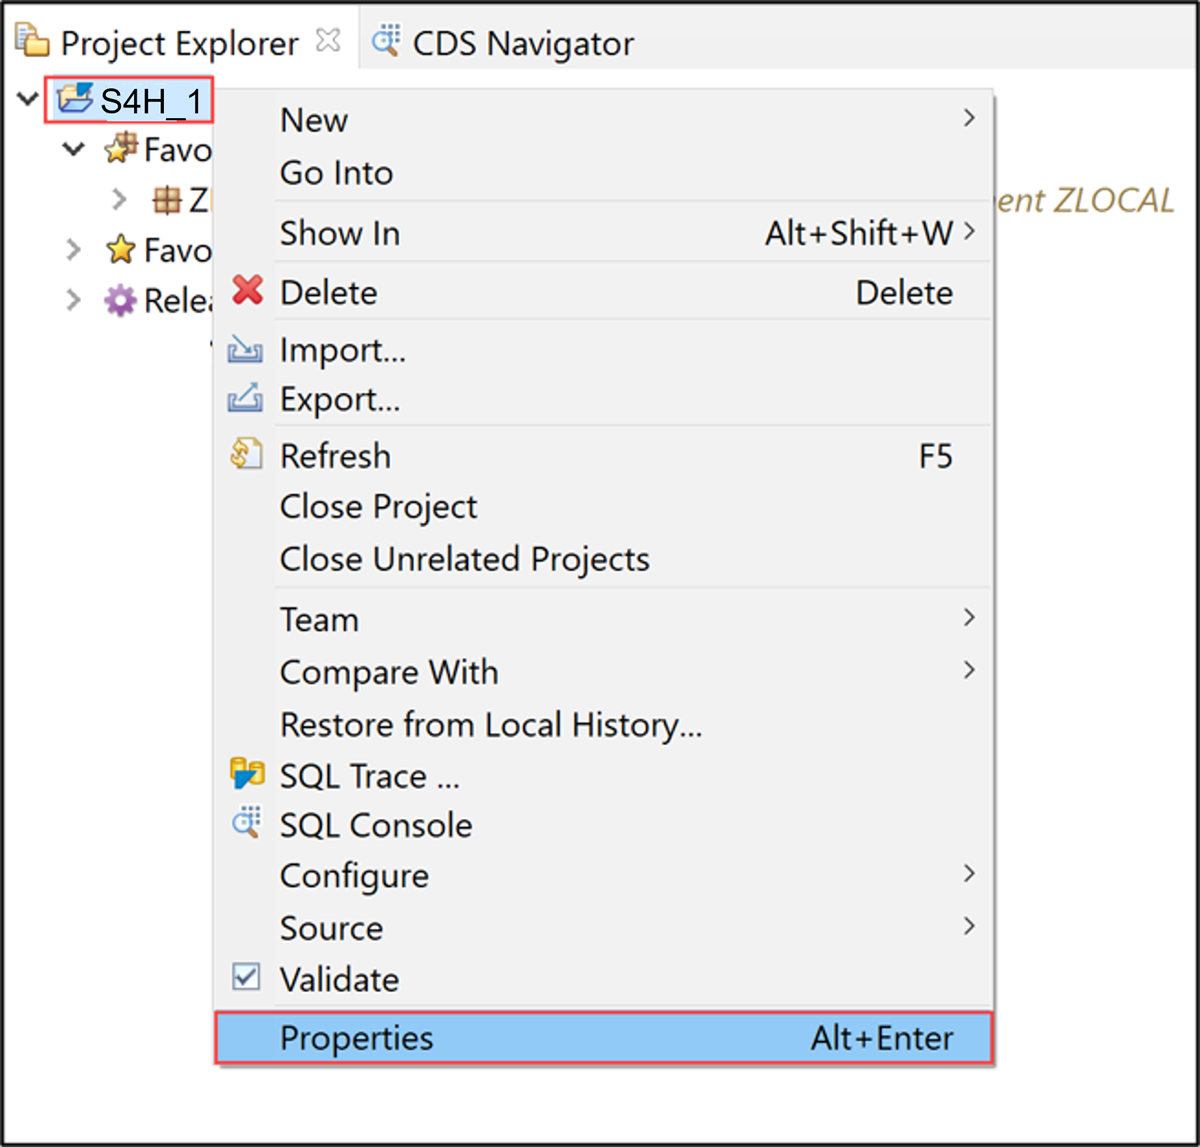 Project Explorer
CDS Navigator
S4H_1
New
Favo
Go Into
ZLOCAL
Show In Alt+Shift+W
Favo
Delete Delete
Import...
Export...
Refresh F5
Close Project
Close Unrelated Projects
Team
Compare With
Restore from Local History...
SQL Trace ...
SQL Console
Configure
Source
Validate
Properties Alt+Enter